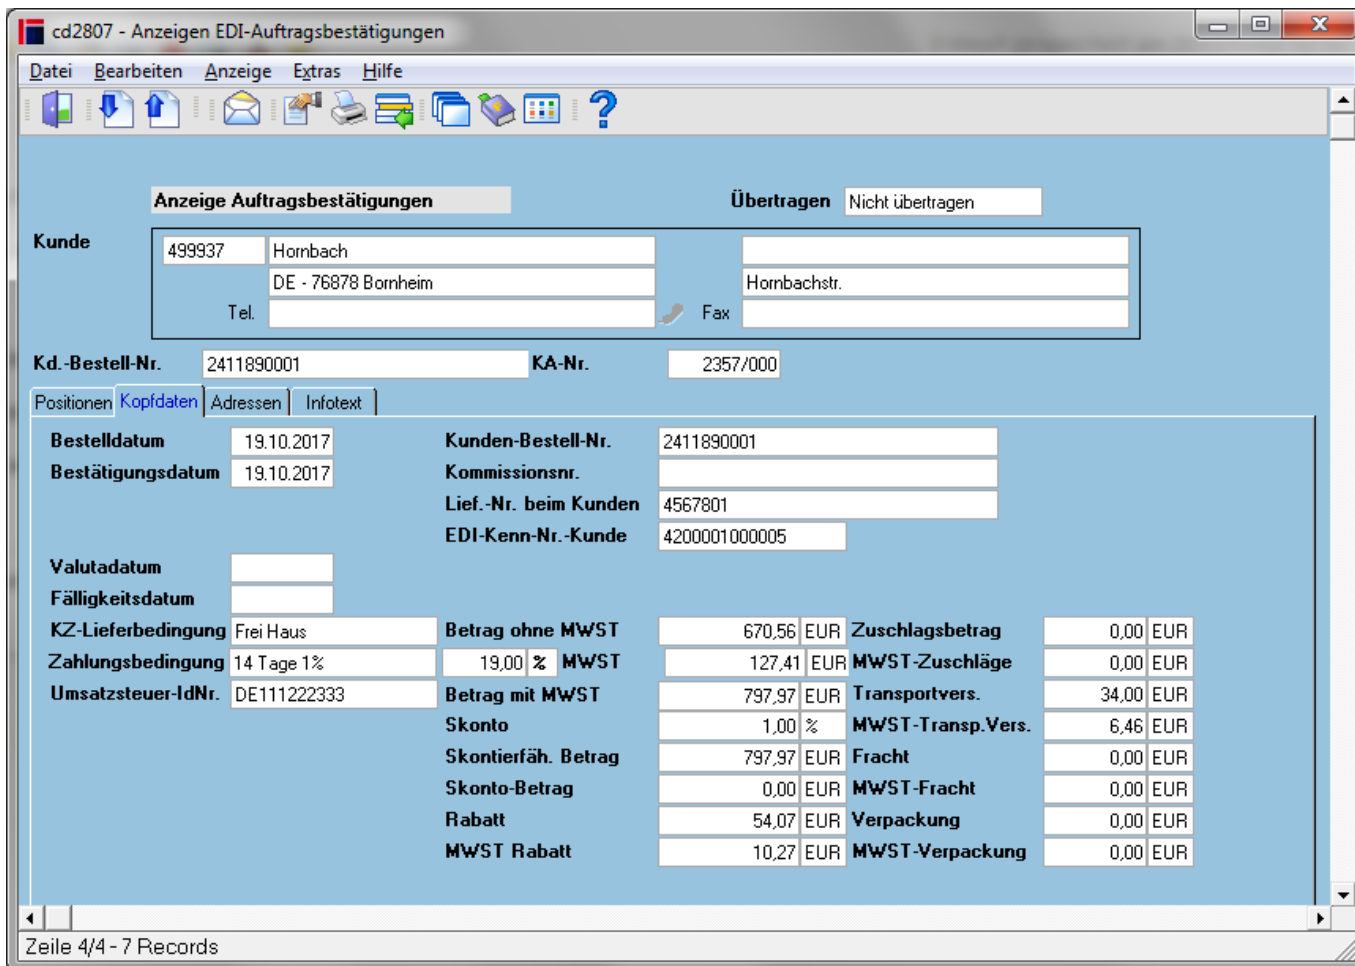 cd2807 - Anzeigen EDI-Auftragsbestätigungen
Datei Bearbeiten Anzeige Extras Hilfe
Anzeige Auftragsbestätigungen Übertragen Nicht übertragen
Kunde 499937 Hornbach
DE - 76878 Bornheim Hornbachstr.
Tel. Fax
Kd.-Bestell-Nr. 2411890001 KA-Nr. 2357/000
Positionen Kopfdaten Adressen Infotext
Bestelldatum 19.10.2017 Kunden-Bestell-Nr. 2411890001
Bestätigungsdatum 19.10.2017 Kommissionsnr.
Lief.-Nr. beim Kunden 4567801
EDI-Kenn-Nr.-Kunde 4200001000005
Valutadatum
Fälligkeitsdatum
KZ-Lieferbedingung Frei Haus Betrag ohne MWST 670,56 EUR Zuschlagsbetrag 0,00 EUR
Zahlungsbedingung 14 Tage 1% 19,00 % MWST 127,41 EUR MWST-Zuschläge 0,00 EUR
Umsatzsteuer-IdNr. DE111222333 Betrag mit MWST 797,97 EUR Transportvers. 34,00 EUR
Skonto 1,00 % MWST-Transp.Vers. 6,46 EUR
Skontierfäh. Betrag 797,97 EUR Fracht 0,00 EUR
Skonto-Betrag 0,00 EUR MWST-Fracht 0,00 EUR
Rabatt 54,07 EUR Verpackung 0,00 EUR
MWST Rabatt 10,27 EUR MWST-Verpackung 0,00 EUR
Zeile 4/4 - 7 Records